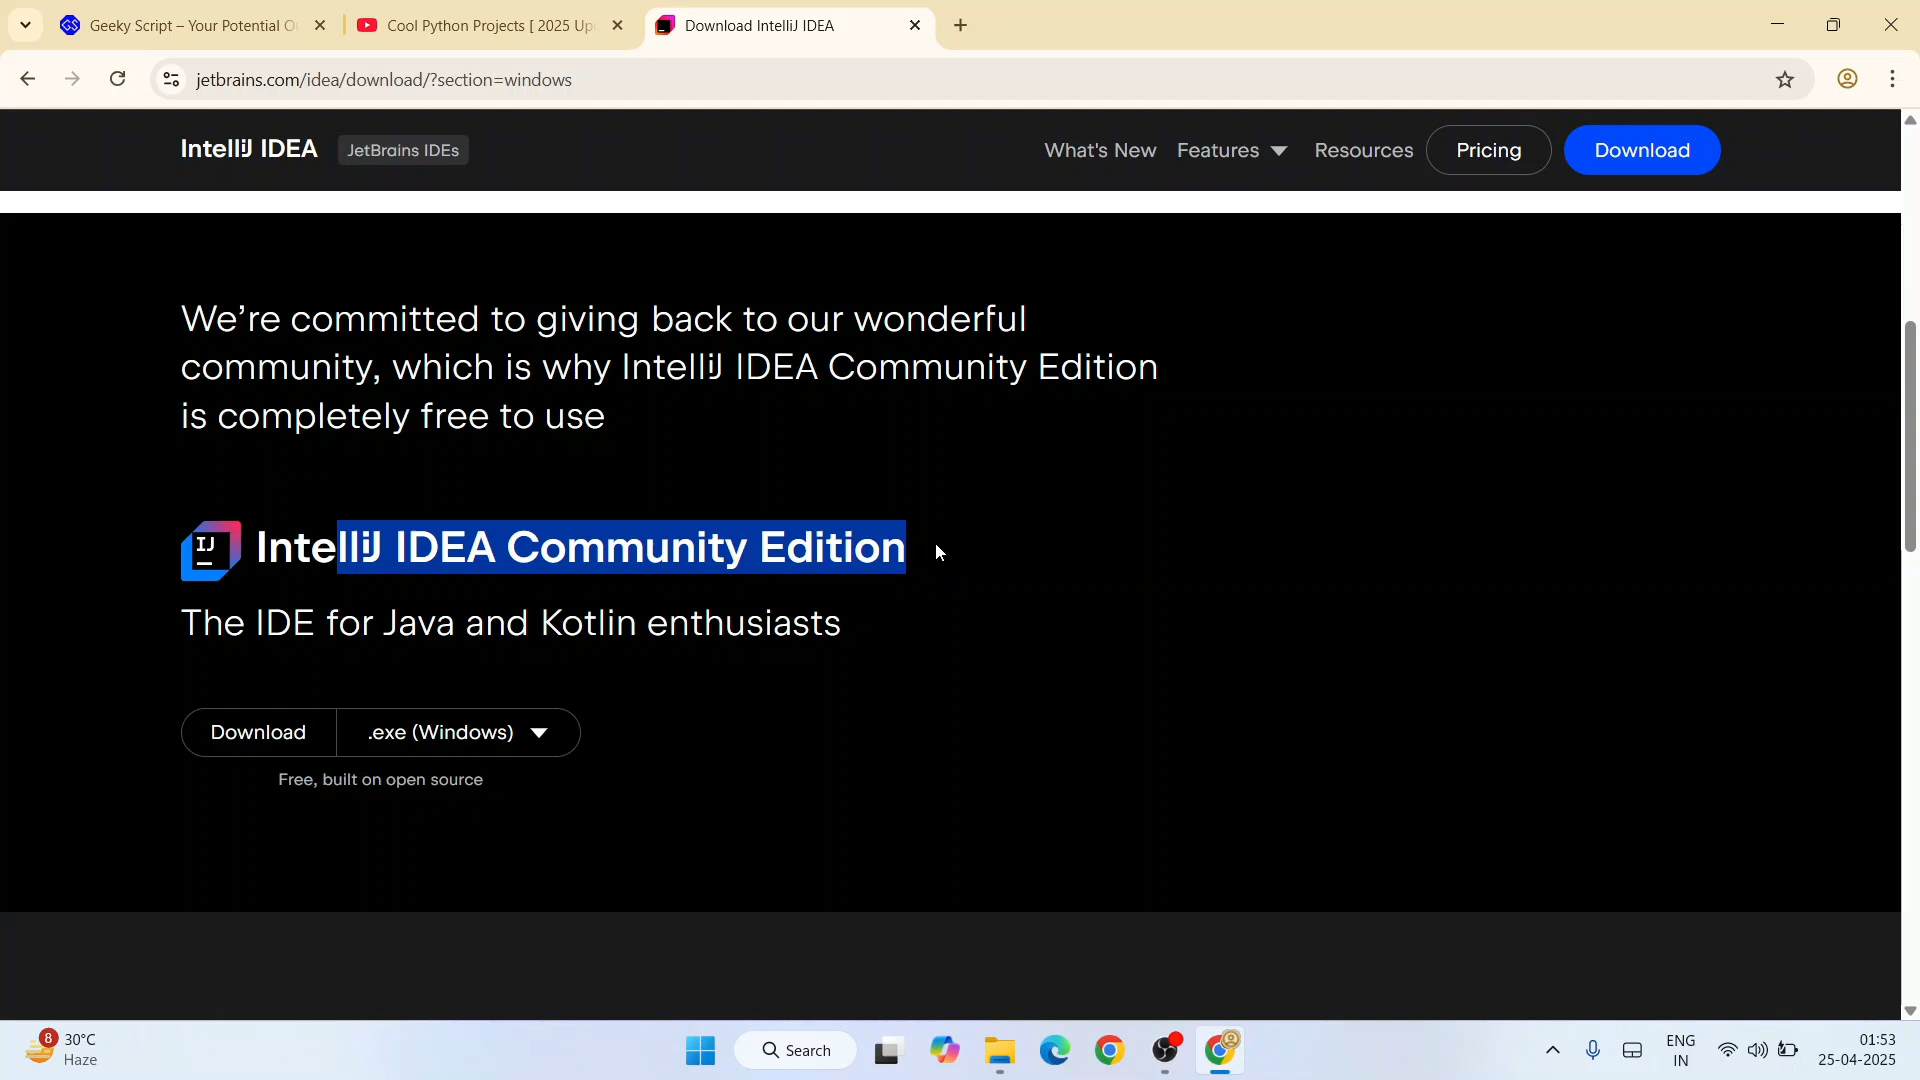 Geeky Script – Your Potential O
Cool Python Projects [ 2025 Up
Download IntelliJ IDEA
jetbrains.com/idea/download/?section=windows
IntelliJ IDEA
JetBrains IDEs
What's New
Features
Resources
Pricing
Download
We're committed to giving back to our wonderful
community, which is why IntelliJ IDEA Community Edition
is completely free to use
IJ
IntelliJ IDEA Community Edition
The IDE for Java and Kotlin enthusiasts
Download
.exe (Windows)
Free, built on open source
8
30°C
Haze
Search
ENG
IN
01:53
25-04-2025